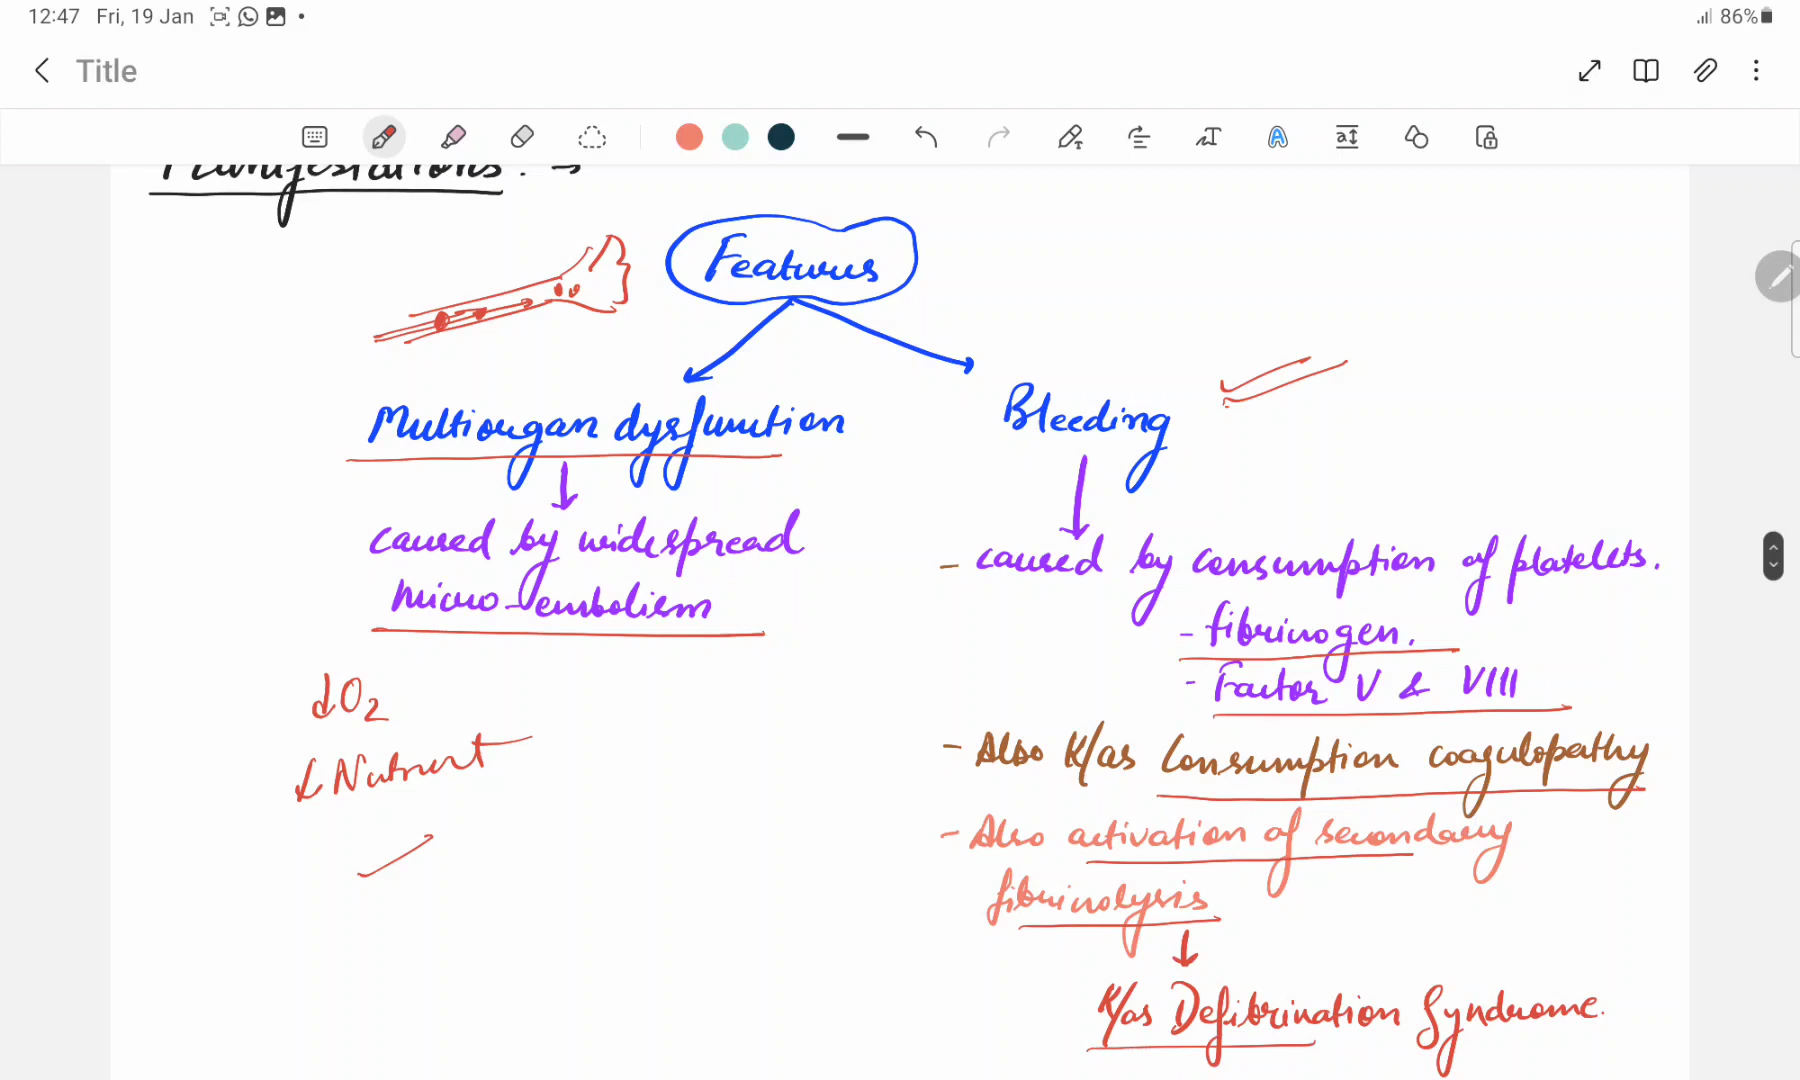 12:47 Fri, 19 Jan
86%
Title
Manifestations : →
Features
Multiorgan dysfunction
Bleeding
caused by widespread
micro-embolism
- caused by consumption of platelets.
- fibrinogen.
- Factor V & VIII
↓O2
↓ Nutrient
- Also K/as Consumption coagulopathy
- Also activation of secondary
fibrinolysis
K/as Defibrination Syndrome.